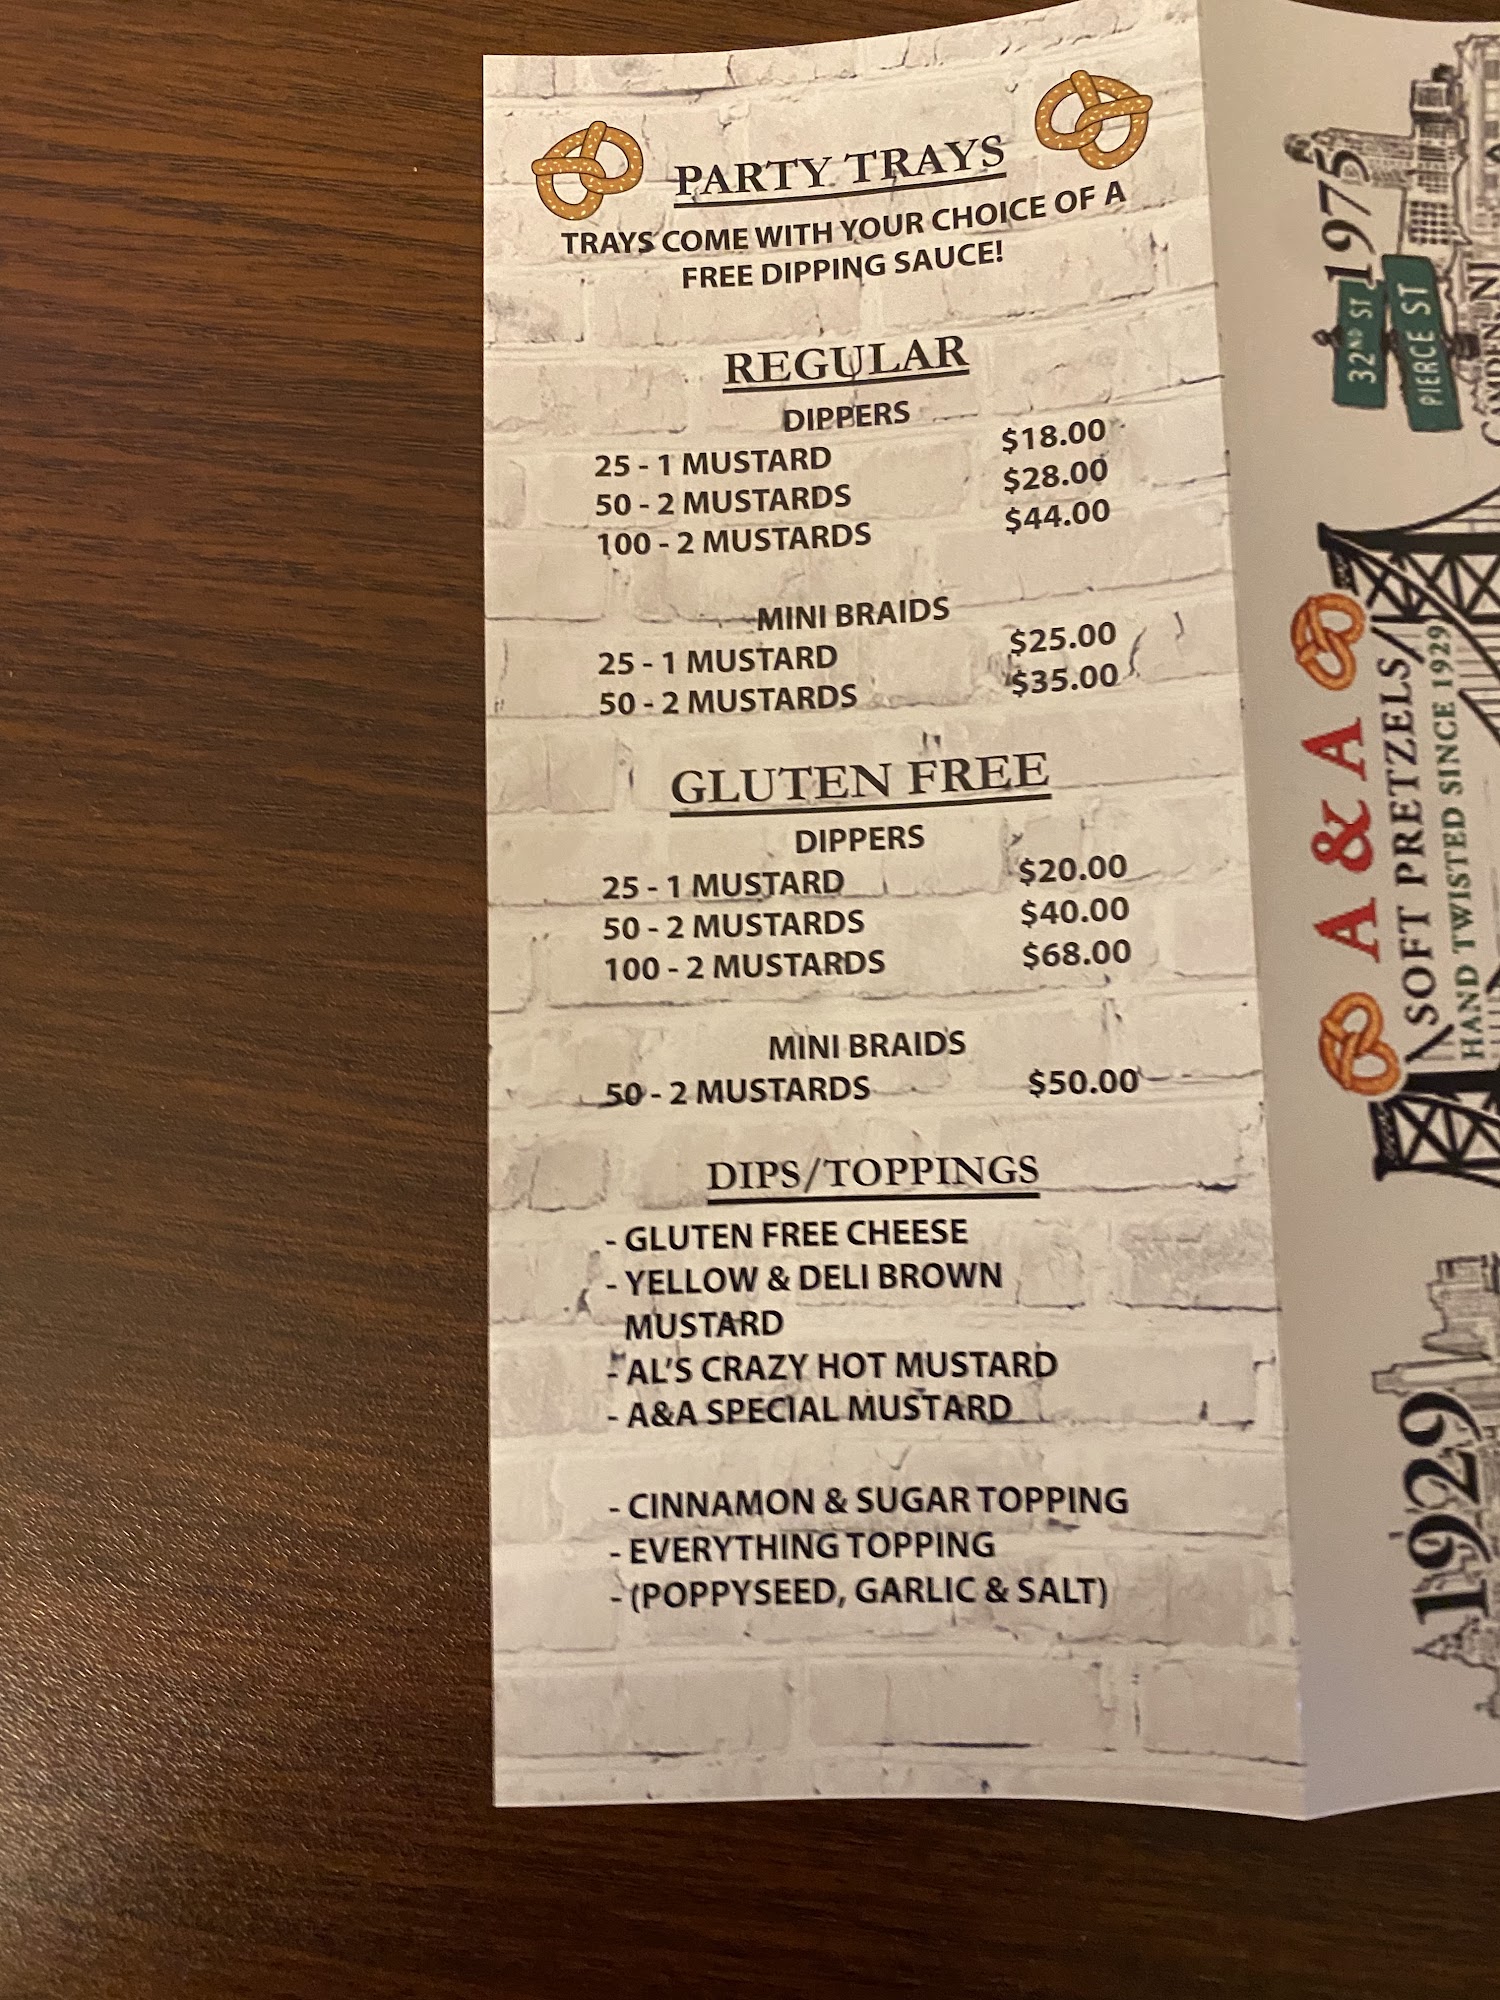 PARTY TRAYS
TRAYS COME WITH YOUR CHOICE OF A
FREE DIPPING SAUCE!
REGULAR
DIPPERS
25 - 1 MUSTARD $18.00
50 - 2 MUSTARDS $28.00
100 - 2 MUSTARDS $44.00
MINI BRAIDS
25 - 1 MUSTARD $25.00
50 - 2 MUSTARDS $35.00
GLUTEN FREE
DIPPERS
25 - 1 MUSTARD $20.00
50 - 2 MUSTARDS $40.00
100 - 2 MUSTARDS $68.00
MINI BRAIDS
50 - 2 MUSTARDS $50.00
DIPS/TOPPINGS
- GLUTEN FREE CHEESE
- YELLOW & DELI BROWN
MUSTARD
- AL'S CRAZY HOT MUSTARD
- A&A SPECIAL MUSTARD
- CINNAMON & SUGAR TOPPING
- EVERYTHING TOPPING
- (POPPYSEED, GARLIC & SALT)
1975
32ND ST
PIERCE ST
CAMDEN NJ
A & A
SOFT PRETZELS
HAND TWISTED SINCE 1929
1929